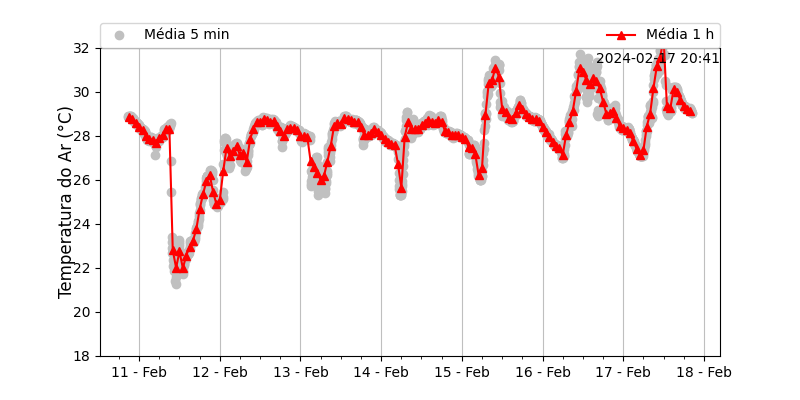 Média 5 min
Média 1 h
2024-02-17 20:41
Temperatura do Ar (°C)
32
30
28
26
24
22
20
18
11 - Feb
12 - Feb
13 - Feb
14 - Feb
15 - Feb
16 - Feb
17 - Feb
18 - Feb